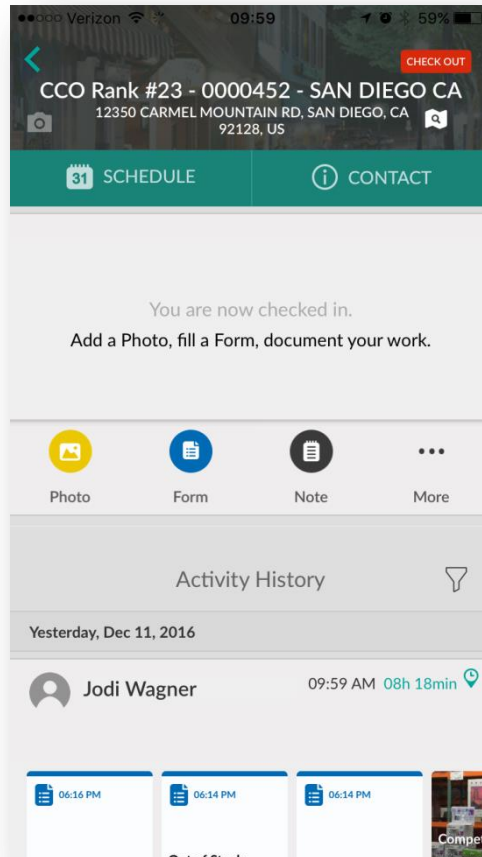 Verizon 09:59 59%
CHECK OUT
CCO Rank #23 - 0000452 - SAN DIEGO CA
12350 CARMEL MOUNTAIN RD, SAN DIEGO, CA
92128, US
31 SCHEDULE CONTACT
You are now checked in.
Add a Photo, fill a Form, document your work.
Photo Form Note More
Activity History
Yesterday, Dec 11, 2016
Jodi Wagner 09:59 AM 08h 18min
06:16 PM 06:14 PM 06:14 PM
Compet